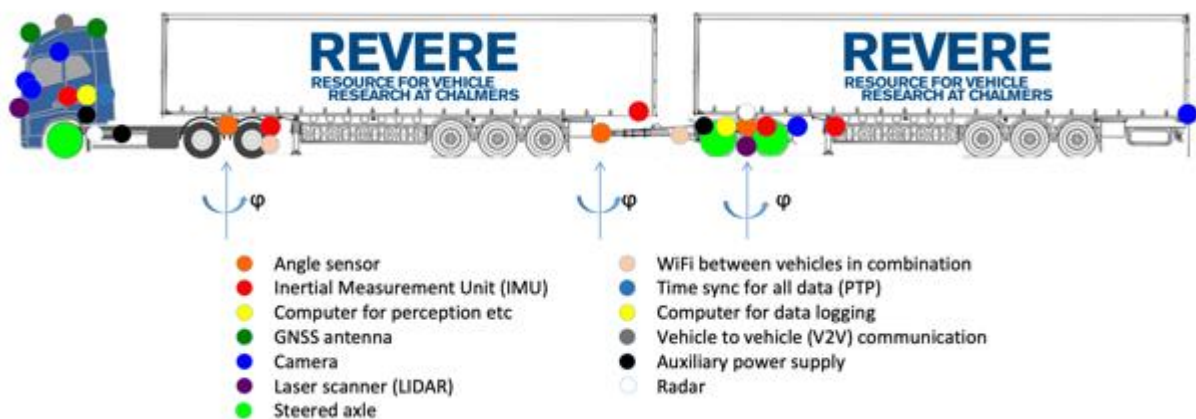 REVERE
RESOURCE FOR VEHICLE
RESEARCH AT CHALMERS
REVERE
RESOURCE FOR VEHICLE
RESEARCH AT CHALMERS
φ
φ
φ
Angle sensor
Inertial Measurement Unit (IMU)
Computer for perception etc
GNSS antenna
Camera
Laser scanner (LIDAR)
Steered axle
WiFi between vehicles in combination
Time sync for all data (PTP)
Computer for data logging
Vehicle to vehicle (V2V) communication
Auxiliary power supply
Radar